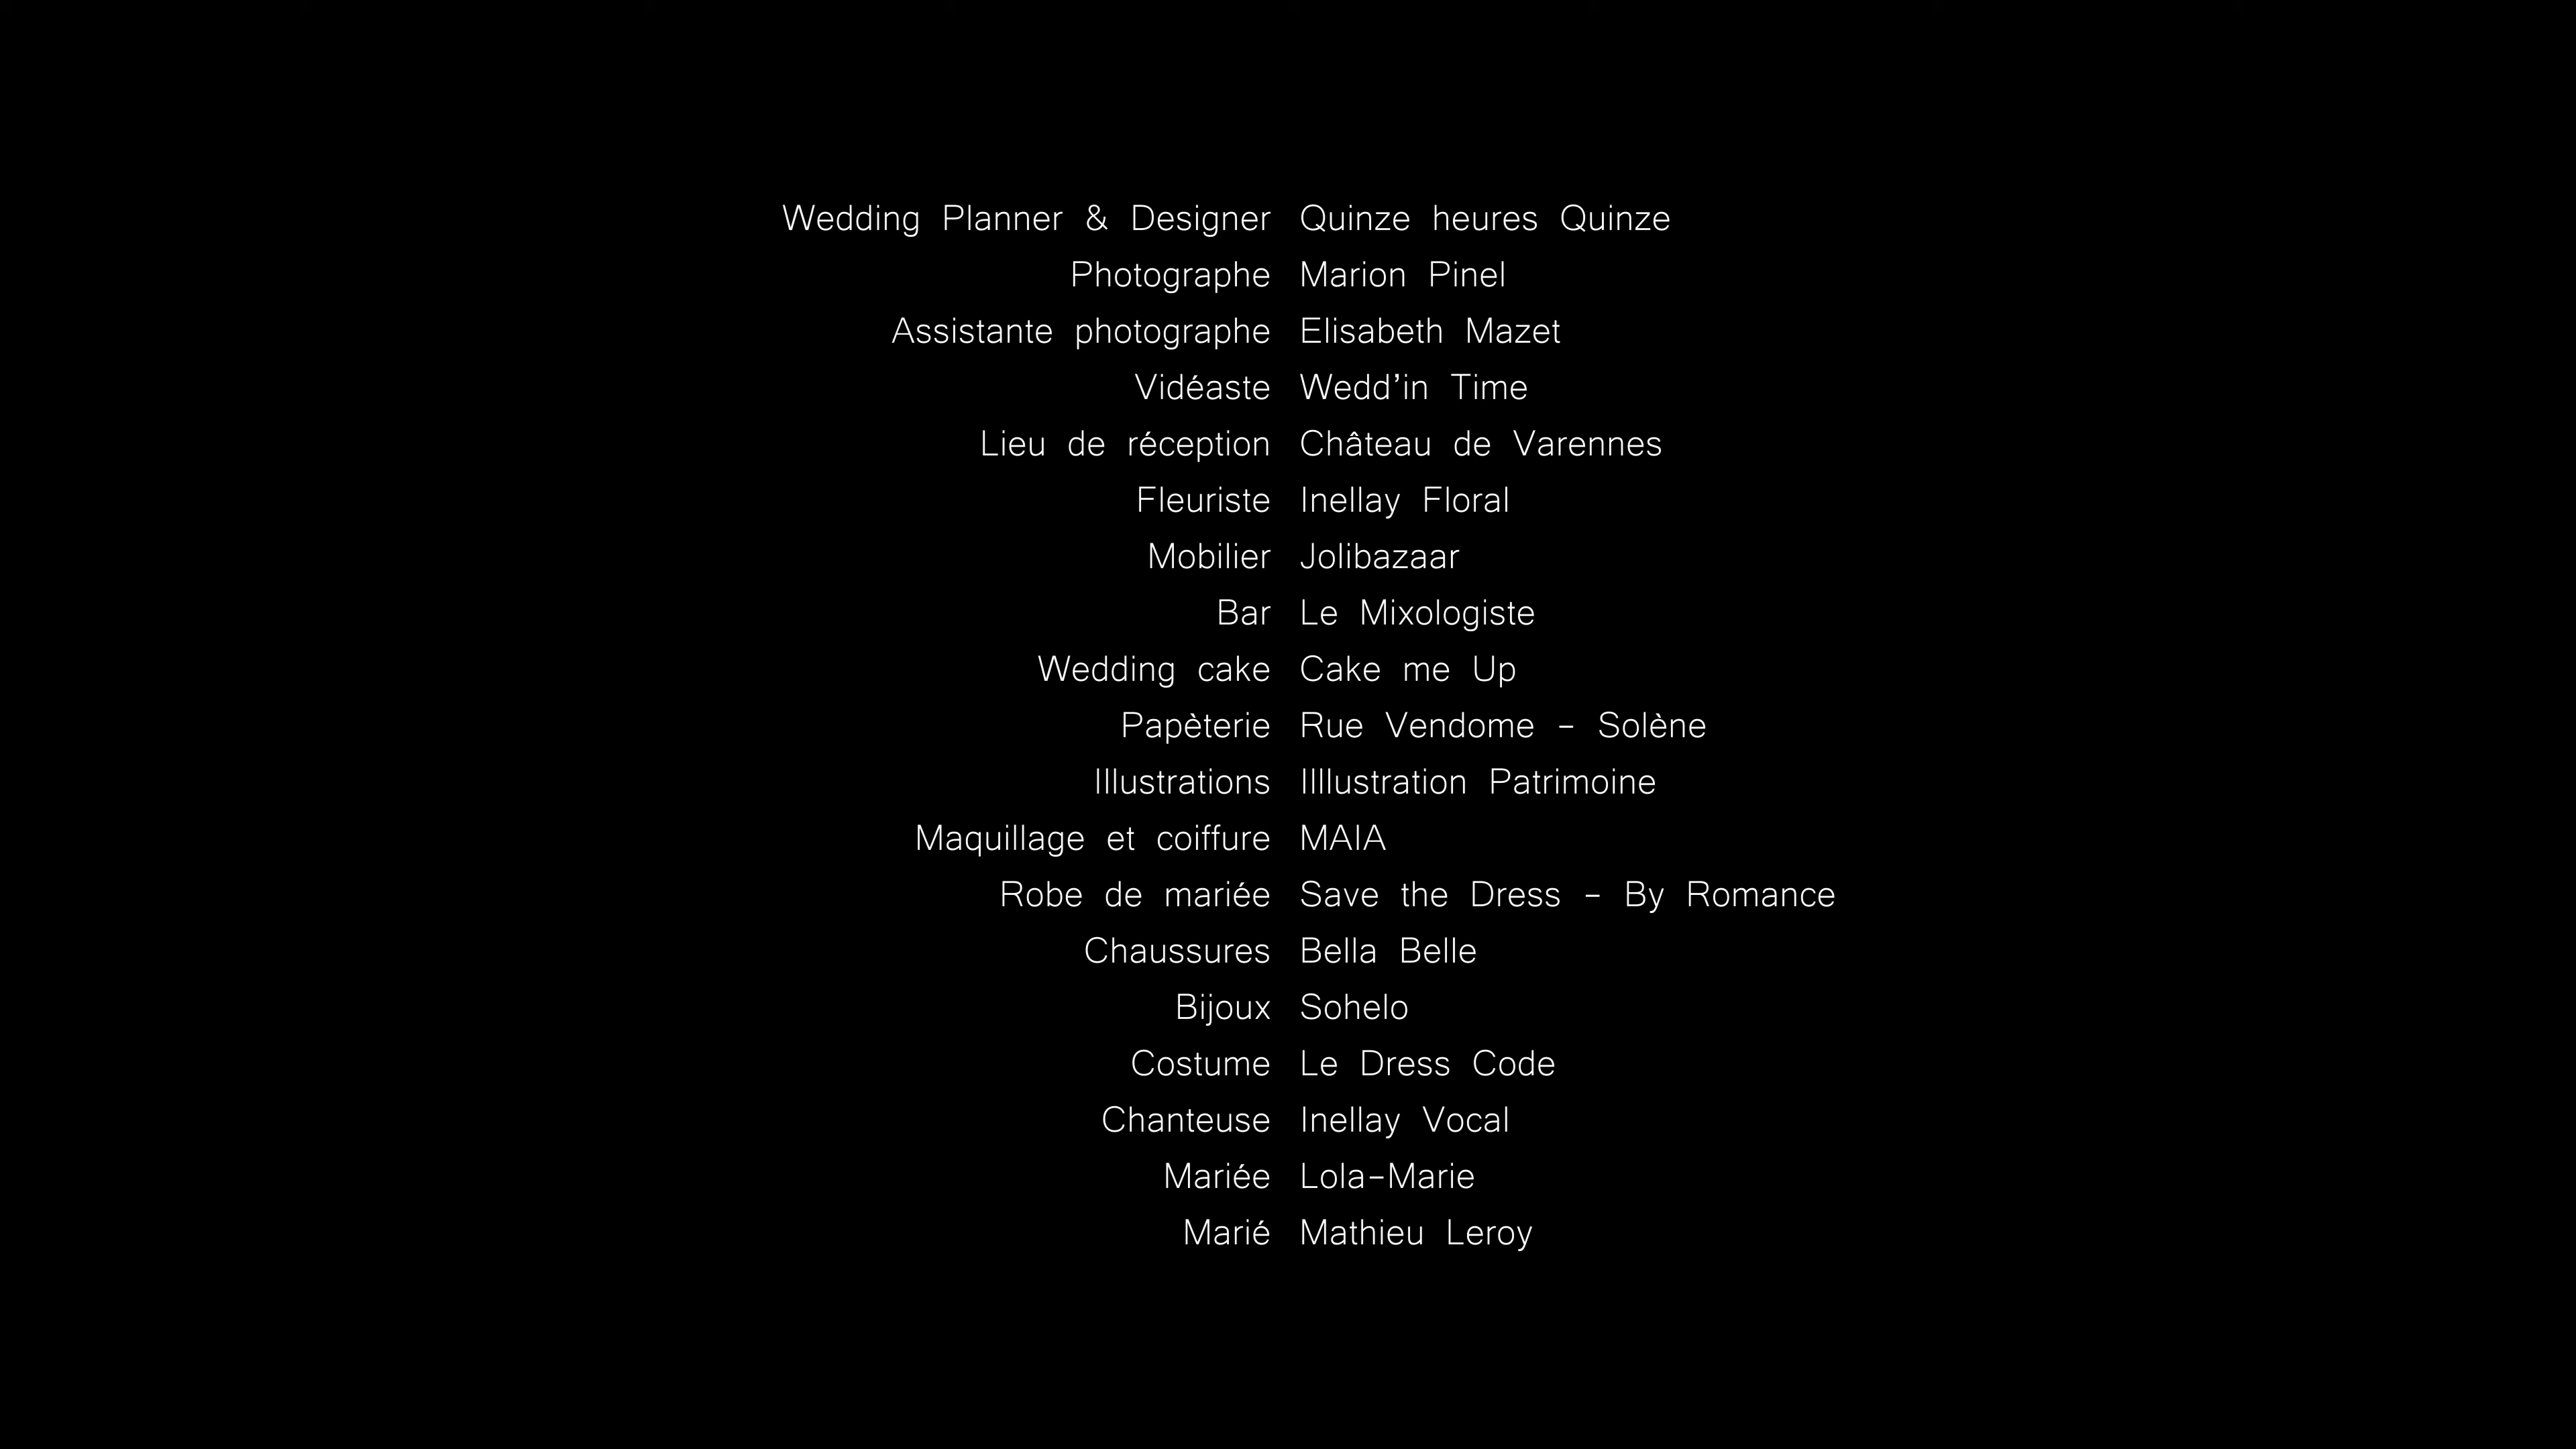 Wedding Planner & Designer Quinze heures Quinze
Photographe Marion Pinel
Assistante photographe Elisabeth Mazet
Vidéaste Wedd'in Time
Lieu de réception Château de Varennes
Fleuriste Inellay Floral
Mobilier Jolibazaar
Bar Le Mixologiste
Wedding cake Cake me Up
Papèterie Rue Vendome - Solène
Illustrations Illlustration Patrimoine
Maquillage et coiffure MAIA
Robe de mariée Save the Dress - By Romance
Chaussures Bella Belle
Bijoux Sohelo
Costume Le Dress Code
Chanteuse Inellay Vocal
Mariée Lola-Marie
Marié Mathieu Leroy